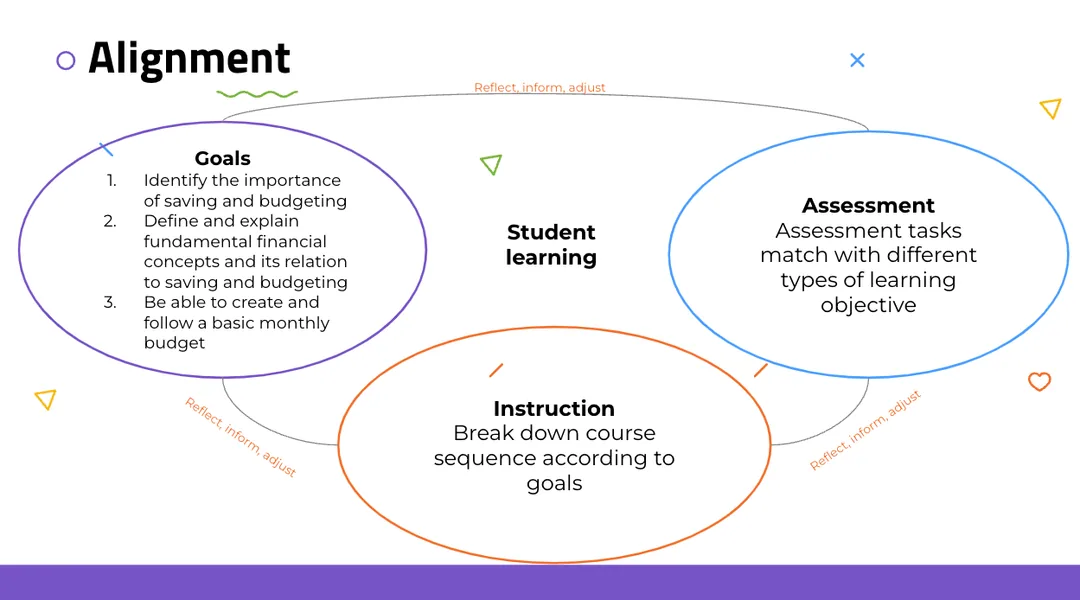 Alignment
Reflect, inform, adjust
Goals
1. Identify the importance
of saving and budgeting
2. Define and explain
fundamental financial
concepts and its relation
to saving and budgeting
3. Be able to create and
follow a basic monthly
budget
Student
learning
Assessment
Assessment tasks
match with different
types of learning
objective
Reflect, inform, adjust
Instruction
Break down course
sequence according to
goals
Reflect, inform, adjust